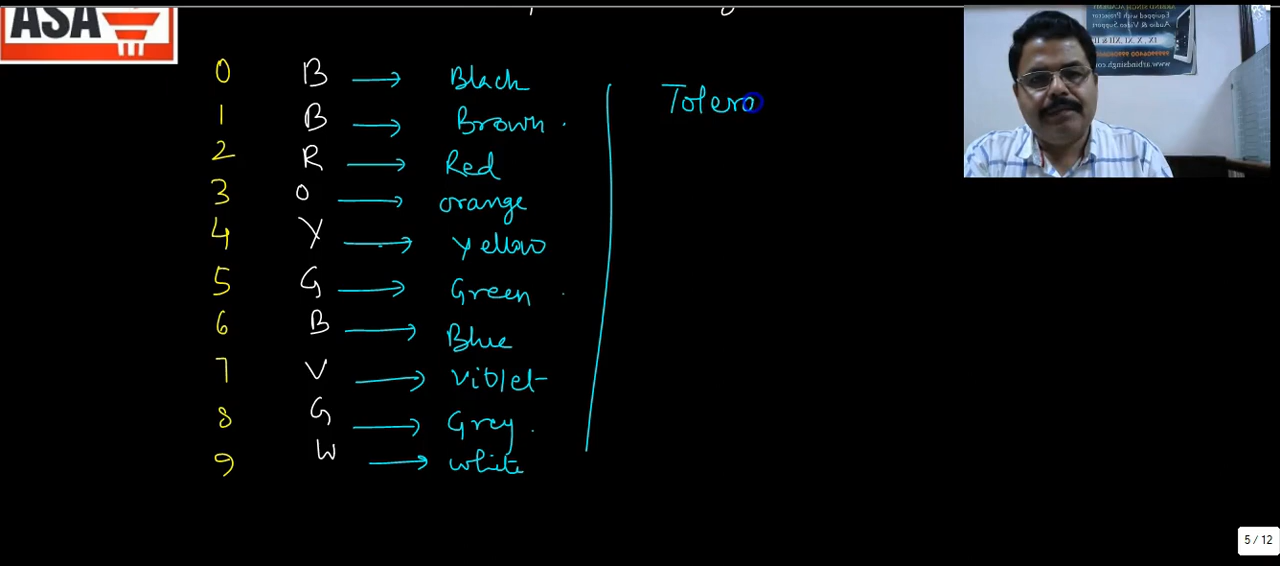 ASA
0 B → Black
1 B → Brown .
2 R → Red
3 O → orange
4 Y → yellow
5 G → Green
6 B → Blue
7 V → Violet
8 G → Grey .
9 W → white
Tolera
5 / 12